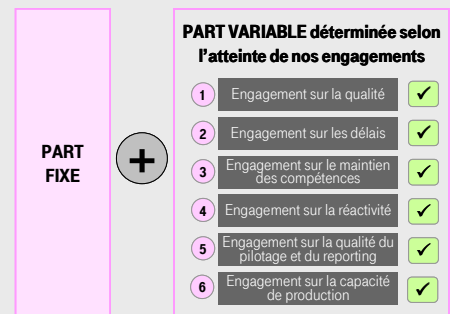 PART
FIXE
+
PART VARIABLE déterminée selon
l'atteinte de nos engagements
1 Engagement sur la qualité
2 Engagement sur les délais
3 Engagement sur le maintien
des compétences
4 Engagement sur la réactivité
5 Engagement sur la qualité du
pilotage et du reporting
6 Engagement sur la capacité
de production